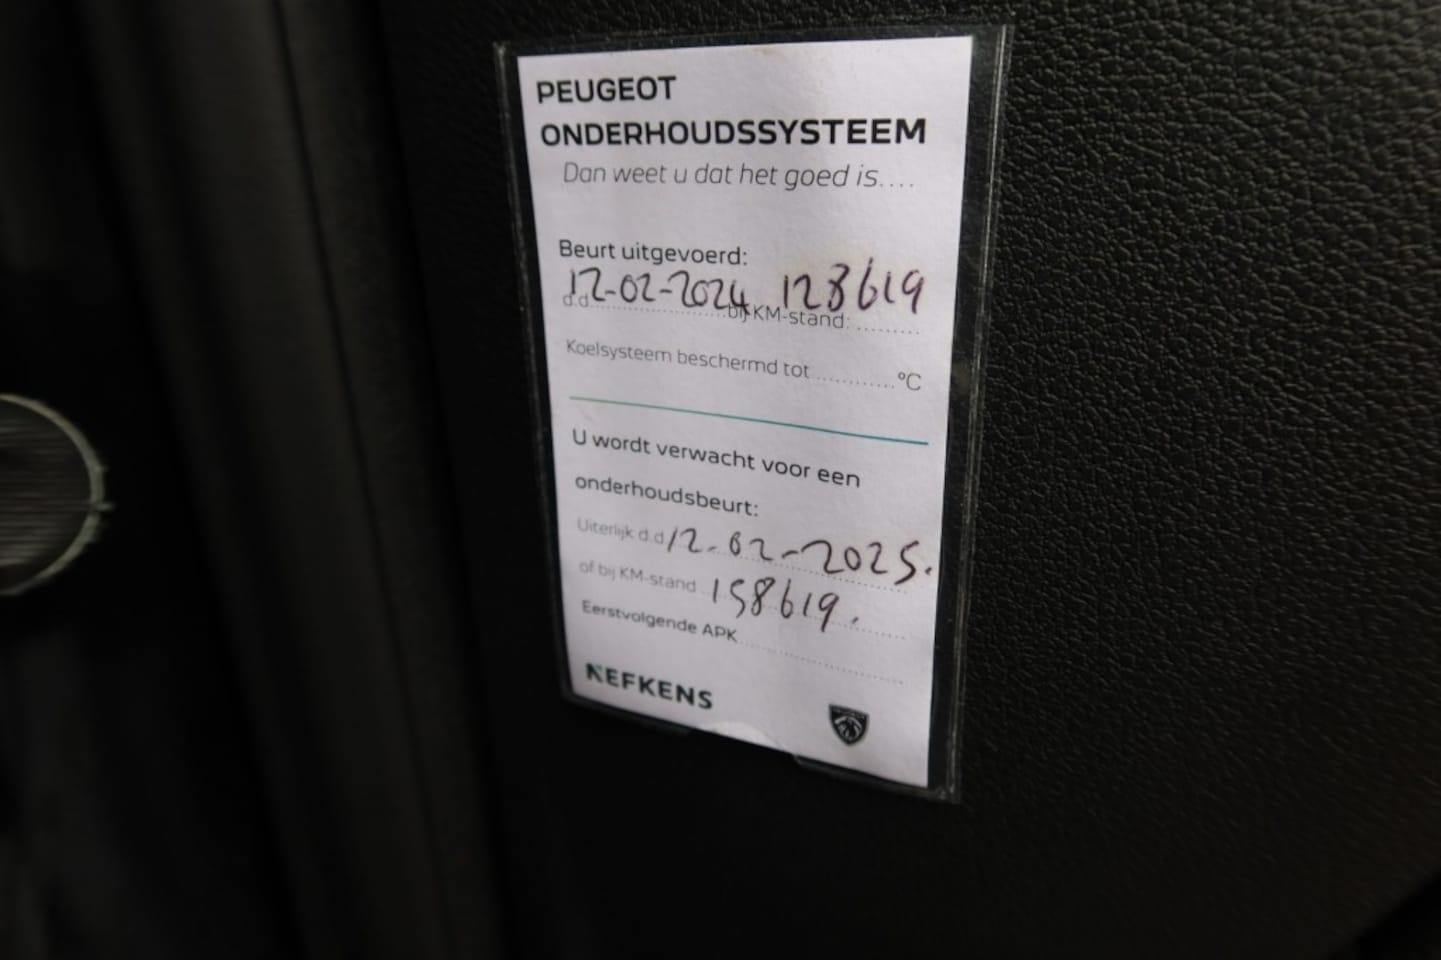 PEUGEOT
ONDERHOUDSSYSTEEM
Dan weet u dat het goed is....
Beurt uitgevoerd:
d.d. 12-02-2024 bij KM-stand: 128619
Koelsysteem beschermd tot ............°C
U wordt verwacht voor een
onderhoudsbeurt:
Uiterlijk d.d 12-02-2025.
of bij KM-stand 158619.
Eerstvolgende APK
NEFKENS